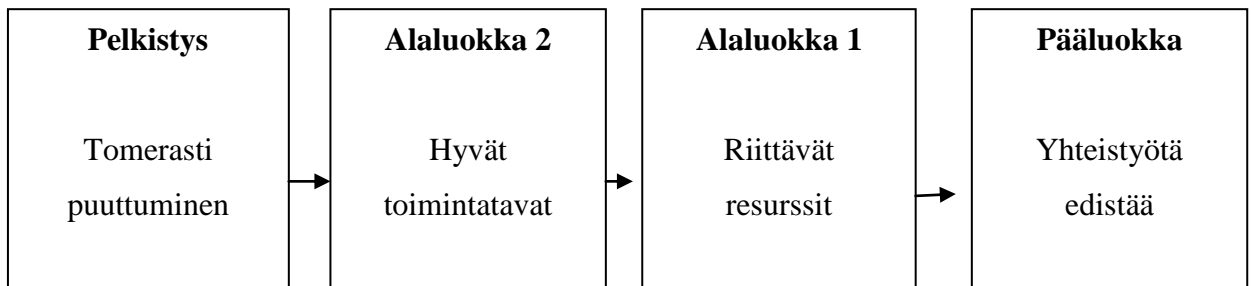 Pelkistys
Tomerasti
puuttuminen
Alaluokka 2
Hyvät
toimintatavat
Alaluokka 1
Riittävät
resurssit
Pääluokka
Yhteistyötä
edistää